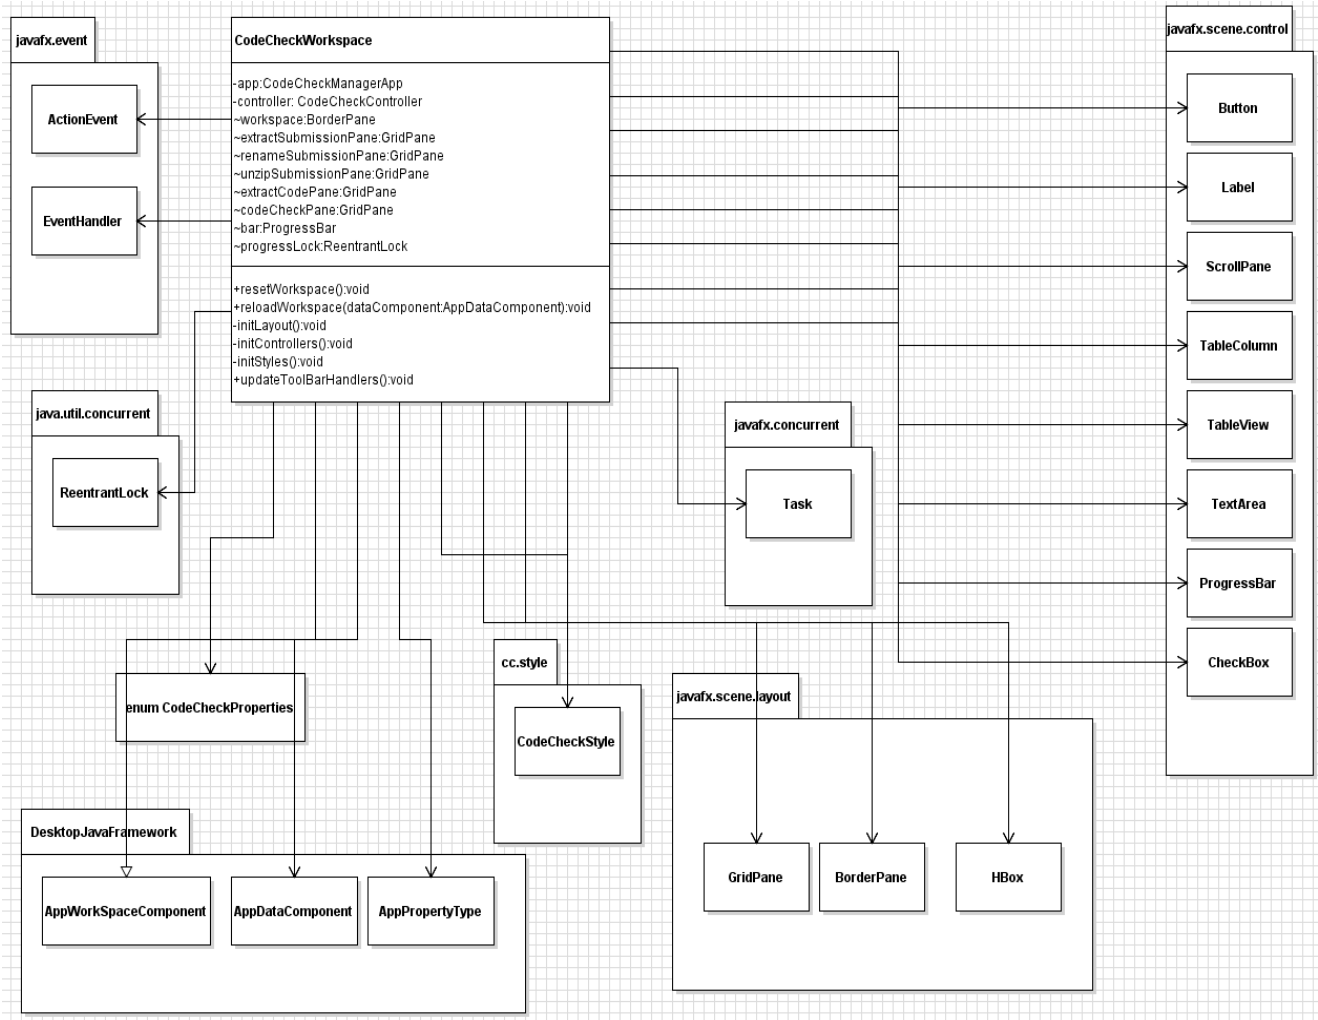 javafx.event
ActionEvent
EventHandler
CodeCheckWorkspace
-app:CodeCheckManagerApp
-controller: CodeCheckController
~workspace:BorderPane
~extractSubmissionPane:GridPane
~renameSubmissionPane:GridPane
~unzipSubmissionPane:GridPane
~extractCodePane:GridPane
~codeCheckPane:GridPane
~bar:ProgressBar
~progressLock:ReentrantLock
+resetWorkspace():void
+reloadWorkspace(dataComponent:AppDataComponent):void
-initLayout():void
-initControllers():void
-initStyles():void
+updateToolBarHandlers():void
javafx.scene.control
Button
Label
ScrollPane
TableColumn
TableView
TextArea
ProgressBar
CheckBox
java.util.concurrent
ReentrantLock
javafx.concurrent
Task
enum CodeCheckProperties
cc.style
CodeCheckStyle
javafx.scene.layout
GridPane
BorderPane
HBox
DesktopJavaFramework
AppWorkSpaceComponent
AppDataComponent
AppPropertyType